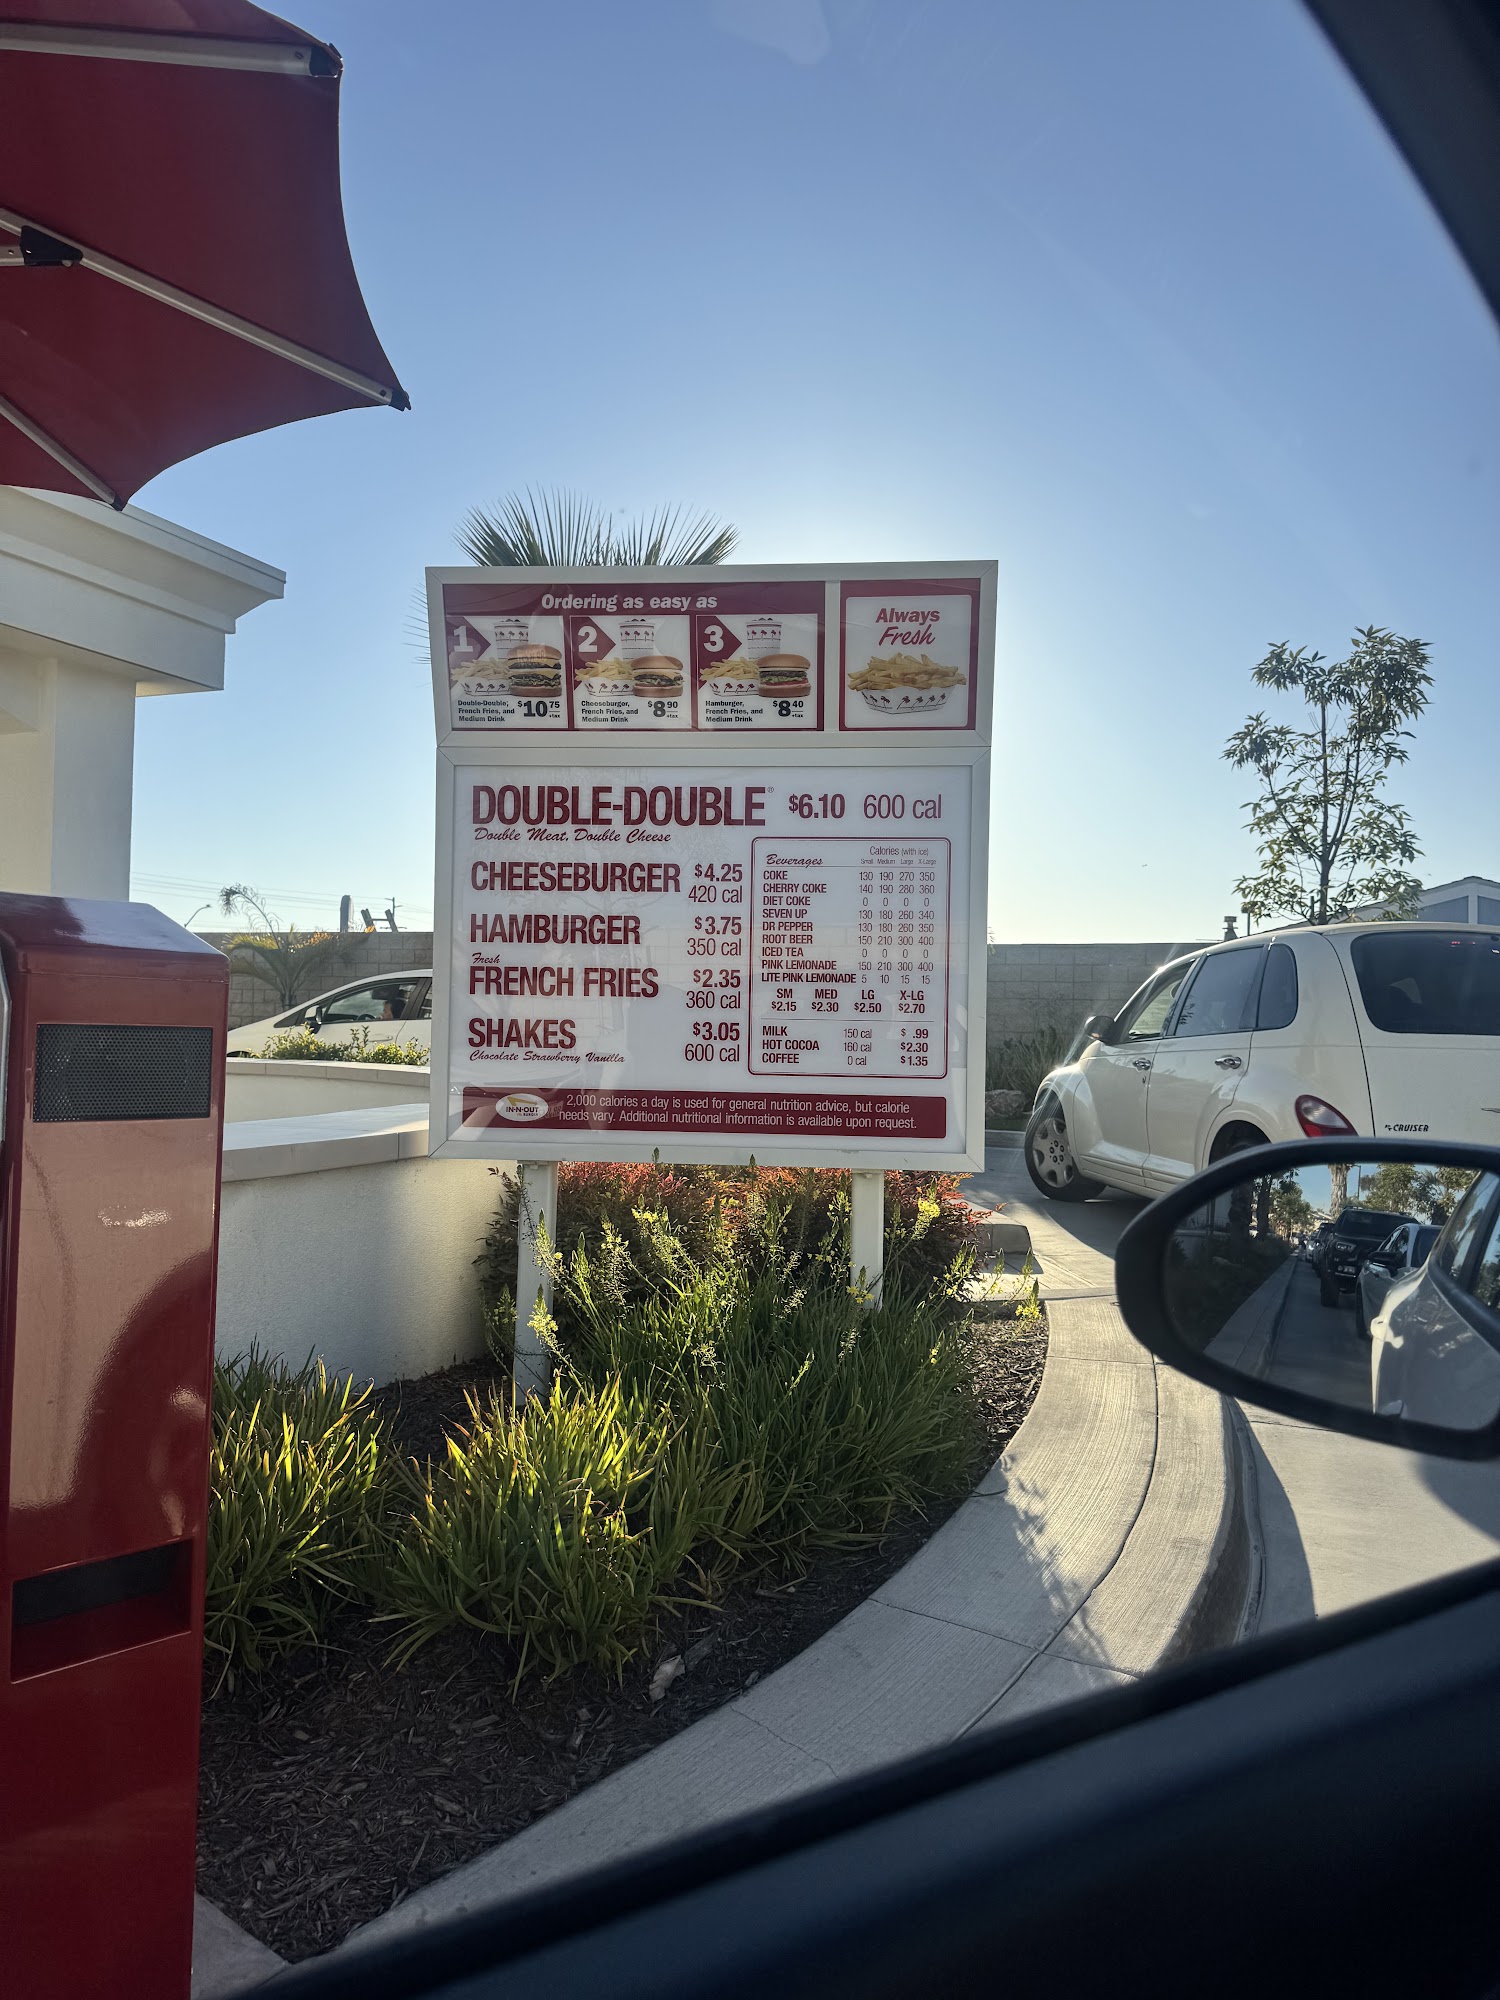 Ordering as easy as
1
Double-Double,
French Fries, and
Medium Drink
$10 75
+tax
2
Cheeseburger,
French Fries, and
Medium Drink
$8 90
+tax
3
Hamburger,
French Fries, and
Medium Drink
$8 40
+tax
Always
Fresh
DOUBLE-DOUBLE® $6.10 600 cal
Double Meat, Double Cheese
CHEESEBURGER $4.25
420 cal
HAMBURGER $3.75
350 cal
Fresh
FRENCH FRIES $2.35
360 cal
SHAKES $3.05
Chocolate Strawberry Vanilla 600 cal
Calories (with ice)
Beverages Small Medium Large X-Large
COKE 130 190 270 350
CHERRY COKE 140 190 280 360
DIET COKE 0 0 0 0
SEVEN UP 130 180 260 340
DR PEPPER 130 180 260 350
ROOT BEER 150 210 300 400
ICED TEA 0 0 0 0
PINK LEMONADE 150 210 300 400
LITE PINK LEMONADE 5 10 15 15
SM MED LG X-LG
$2.15 $2.30 $2.50 $2.70
MILK 150 cal $ .99
HOT COCOA 160 cal $2.30
COFFEE 0 cal $1.35
IN-N-OUT
BURGER
2,000 calories a day is used for general nutrition advice, but calorie
needs vary. Additional nutritional information is available upon request.
CRUISER